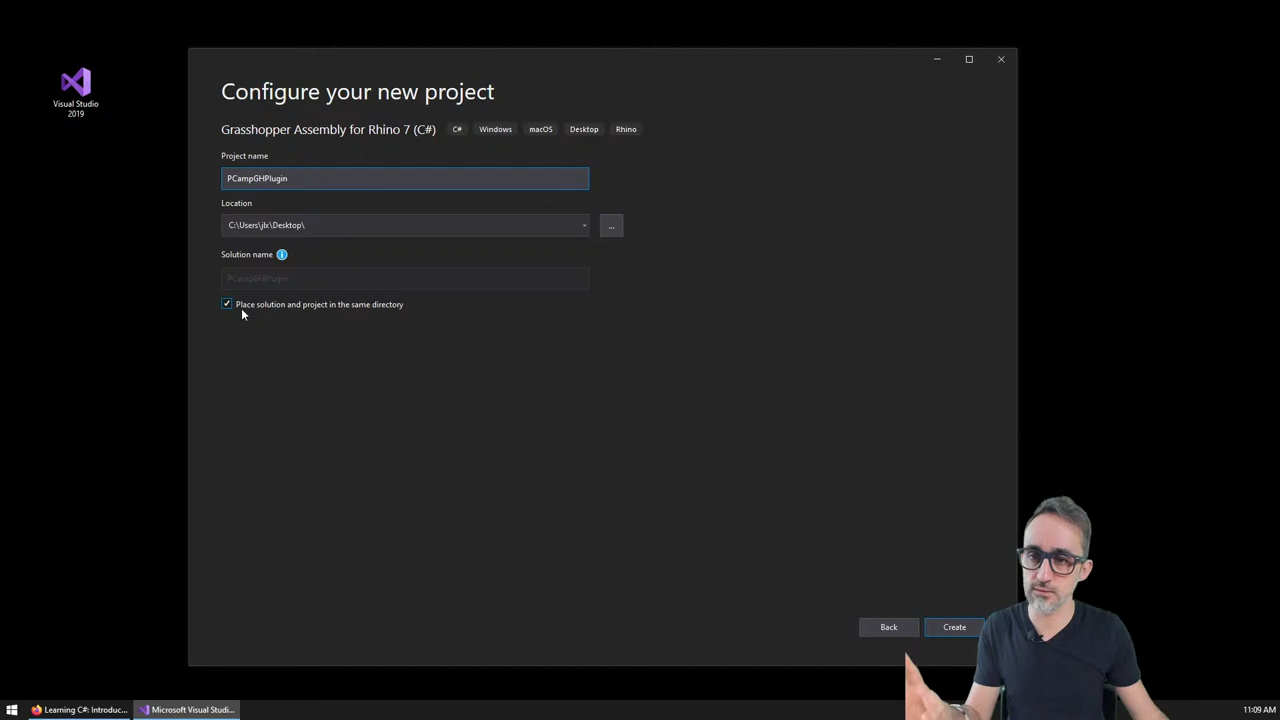 Visual Studio
2019
Configure your new project
Grasshopper Assembly for Rhino 7 (C#)
C#
Windows
macOS
Desktop
Rhino
Project name
PCampGHPlugin
Location
C:\Users\jlx\Desktop\
...
Solution name
PCampGHPlugin
Place solution and project in the same directory
Back
Create
Learning C#: Introduc...
Microsoft Visual Studi...
11:09 AM